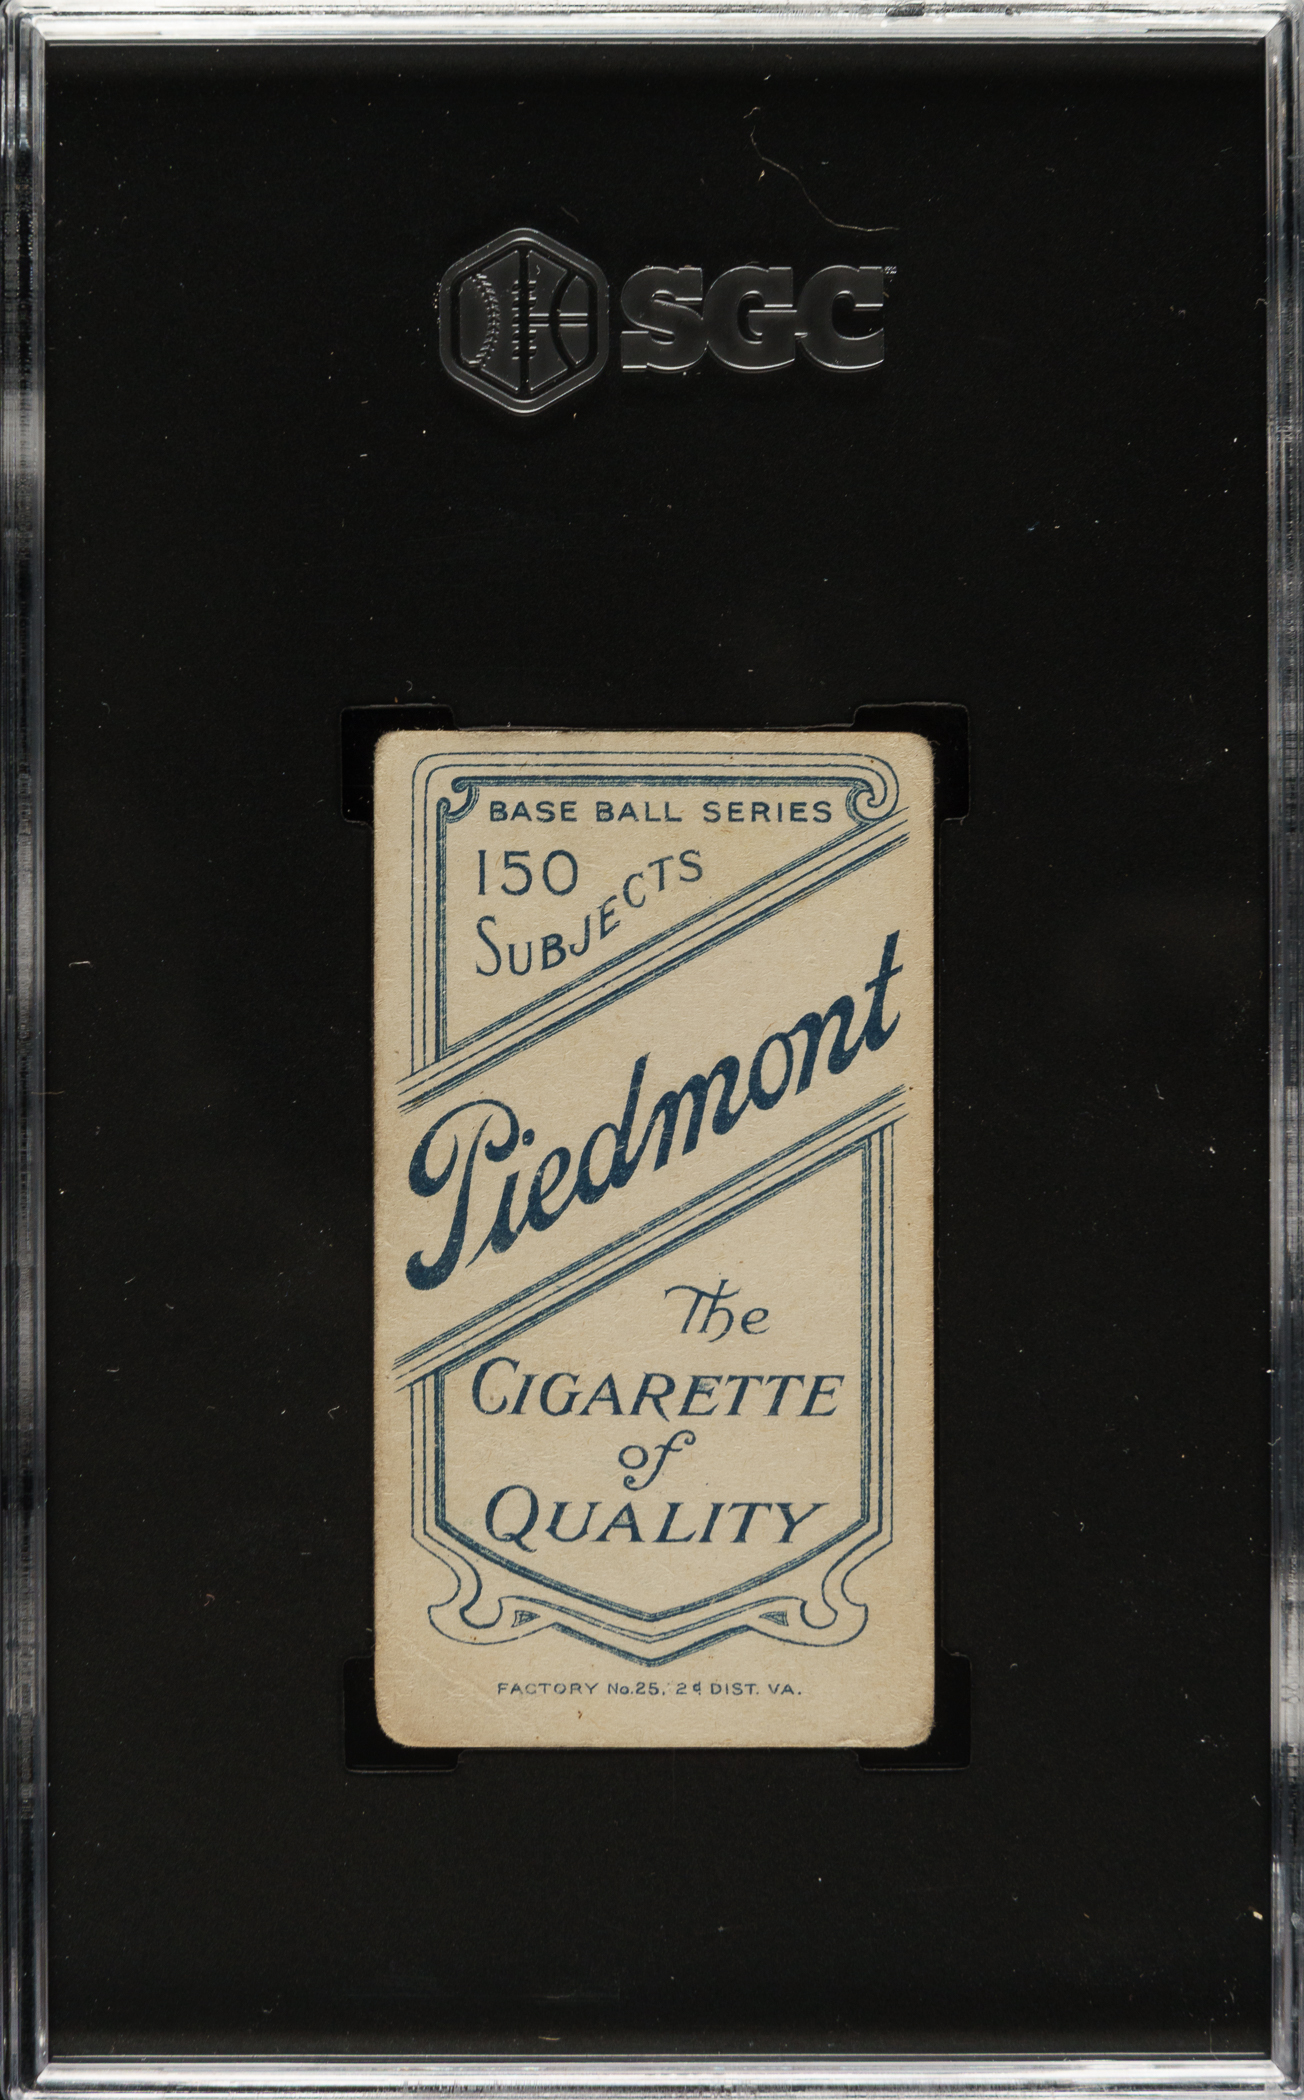 SGC
BASE BALL SERIES
150
SUBJECTS
Piedmont
The
CIGARETTE
of
QUALITY
FACTORY No.25, 2d DIST. VA.